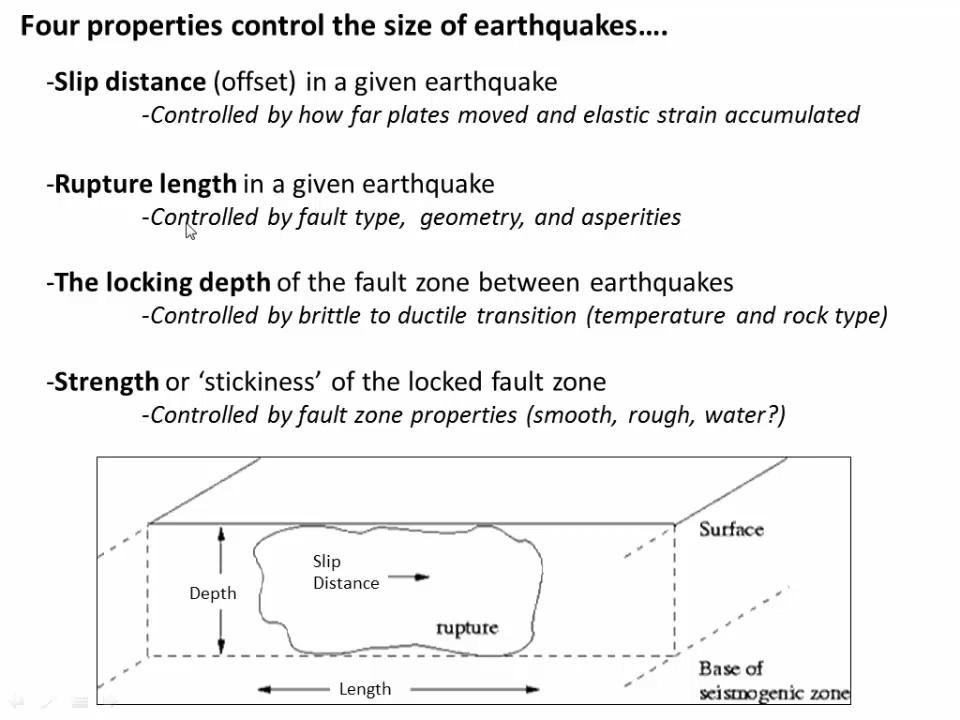 Four properties control the size of earthquakes....
-Slip distance (offset) in a given earthquake
-Controlled by how far plates moved and elastic strain accumulated
-Rupture length in a given earthquake
-Controlled by fault type, geometry, and asperities
-The locking depth of the fault zone between earthquakes
-Controlled by brittle to ductile transition (temperature and rock type)
-Strength or ‘stickiness’ of the locked fault zone
-Controlled by fault zone properties (smooth, rough, water?)
Surface
Slip
Distance
Depth
rupture
Base of
seismogenic zone
Length